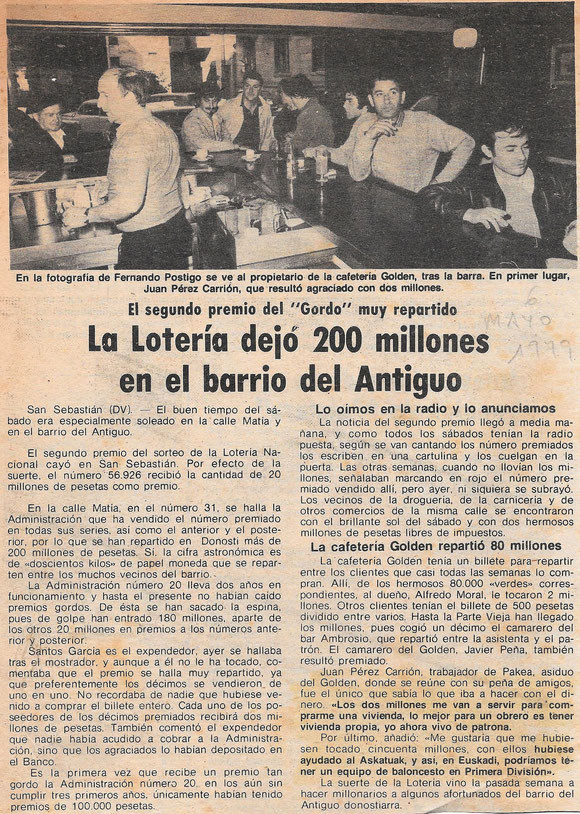 En la fotografía de Fernando Postigo se ve al propietario de la cafetería Golden, tras la barra. En primer lugar,
Juan Pérez Carrión, que resultó agraciado con dos millones.
El segundo premio del "Gordo" muy repartido
6
MAYO
1979
La Lotería dejó 200 millones
en el barrio del Antiguo
San Sebastián (DV). — El buen tiempo del sá-
bado era especialmente soleado en la calle Matía y
en el barrio del Antiguo.
El segundo premio del sorteo de la Lotería Na-
cional cayó en San Sebastián. Por efecto de la
suerte, el número 56.926 recibió la cantidad de 20
millones de pesetas como premio.
En la calle Matía, en el número 31, se halla la
Administración que ha vendido el número premiado
en todas sus series, así como el anterior y el poste-
rior, por lo que se han repartido en Donosti más de
200 millones de pesetas. Sí, la cifra astronómica es
de «doscientos kilos» de papel moneda que se repar-
ten entre los muchos vecinos del barrio.
La Administración número 20 lleva dos años en
funcionamiento y hasta el presente no habían caído
premios gordos. De ésta se han sacado la espina,
pues de golpe han entrado 180 millones, aparte
de los otros 20 millones en premios a los números ante-
rior y posterior.
Santos García es el expendedor, ayer se hallaba
tras el mostrador, y aunque a él no le ha tocado, co-
mentaba que el premio se halla muy repartido, ya
que preferentemente los décimos se vendieron de
uno en uno. No recordaba de nadie que hubiese ve-
nido a comprar el billete entero. Cada uno de los po-
seedores de los décimos premiados recibirá dos mi-
llones de pesetas. También comentó el expendedor
que nadie había acudido a cobrar a la Administra-
ción, sino que los agraciados lo habían depositado en
el Banco.
Es la primera vez que recibe un premio tan
gordo la Administración número 20, en los aún sin
cumplir tres primeros años, únicamente habían tenido
premios de 100.000 pesetas.
Lo oímos en la radio y lo anunciamos
La noticia del segundo premio llegó a media ma-
ñana, y como todos los sábados tenían la radio
puesta, según se van cantando los número premiados
los escriben en una cartulina y los cuelgan en la
puerta. Las otras semanas, cuando no llovían los mi-
llones, señalaban marcando en rojo el número pre-
miado vendido allí, pero ayer, ni siquiera se subrayó.
Los vecinos de la droguería, de la carnicería y de
otros comercios de la misma calle se encontraron
con el brillante sol del sábado y con dos hermosos
millones de pesetas libres de impuestos.
La cafetería Golden repartió 80 millones
La cafetería Golden tenía un billete para repartir
entre los clientes que casi todas las semanas lo com-
pran. Allí, de los hermosos 80.000 «verdes» corres-
pondientes, al dueño, Alfredo Moral, le tocaron 2 mi-
llones. Otros clientes tenían el billete de 500 pesetas
dividido entre varios. Hasta la Parte Vieja han llegado
los millones, pues cogió un décimo el camarero del
bar Ambrosio, que repartió entre la asistenta y el pa-
trón. El camarero del Golden, Javier Peña, también
resultó premiado.
Juan Pérez Carrión, trabajador de Pakea, asiduo
del Golden, donde se reúne con su peña de amigos,
fue el único que sabía lo que iba a hacer con el di-
nero. «Los dos millones me van a servir para com-
prarme una vivienda, lo mejor para un obrero es tener
vivienda propia, yo ahora vivo de patrona.
Por último, añadió: «Me gustaría que me hubie-
sen tocado cincuenta millones, con ellos hubiese
ayudado al Askatuak, y así, en Euskadi, podríamos te-
ner un equipo de baloncesto en Primera División».
La suerte de la Lotería vino la pasada semana a
hacer millonarios a algunos afortunados del barrio del
Antiguo donostiarra.